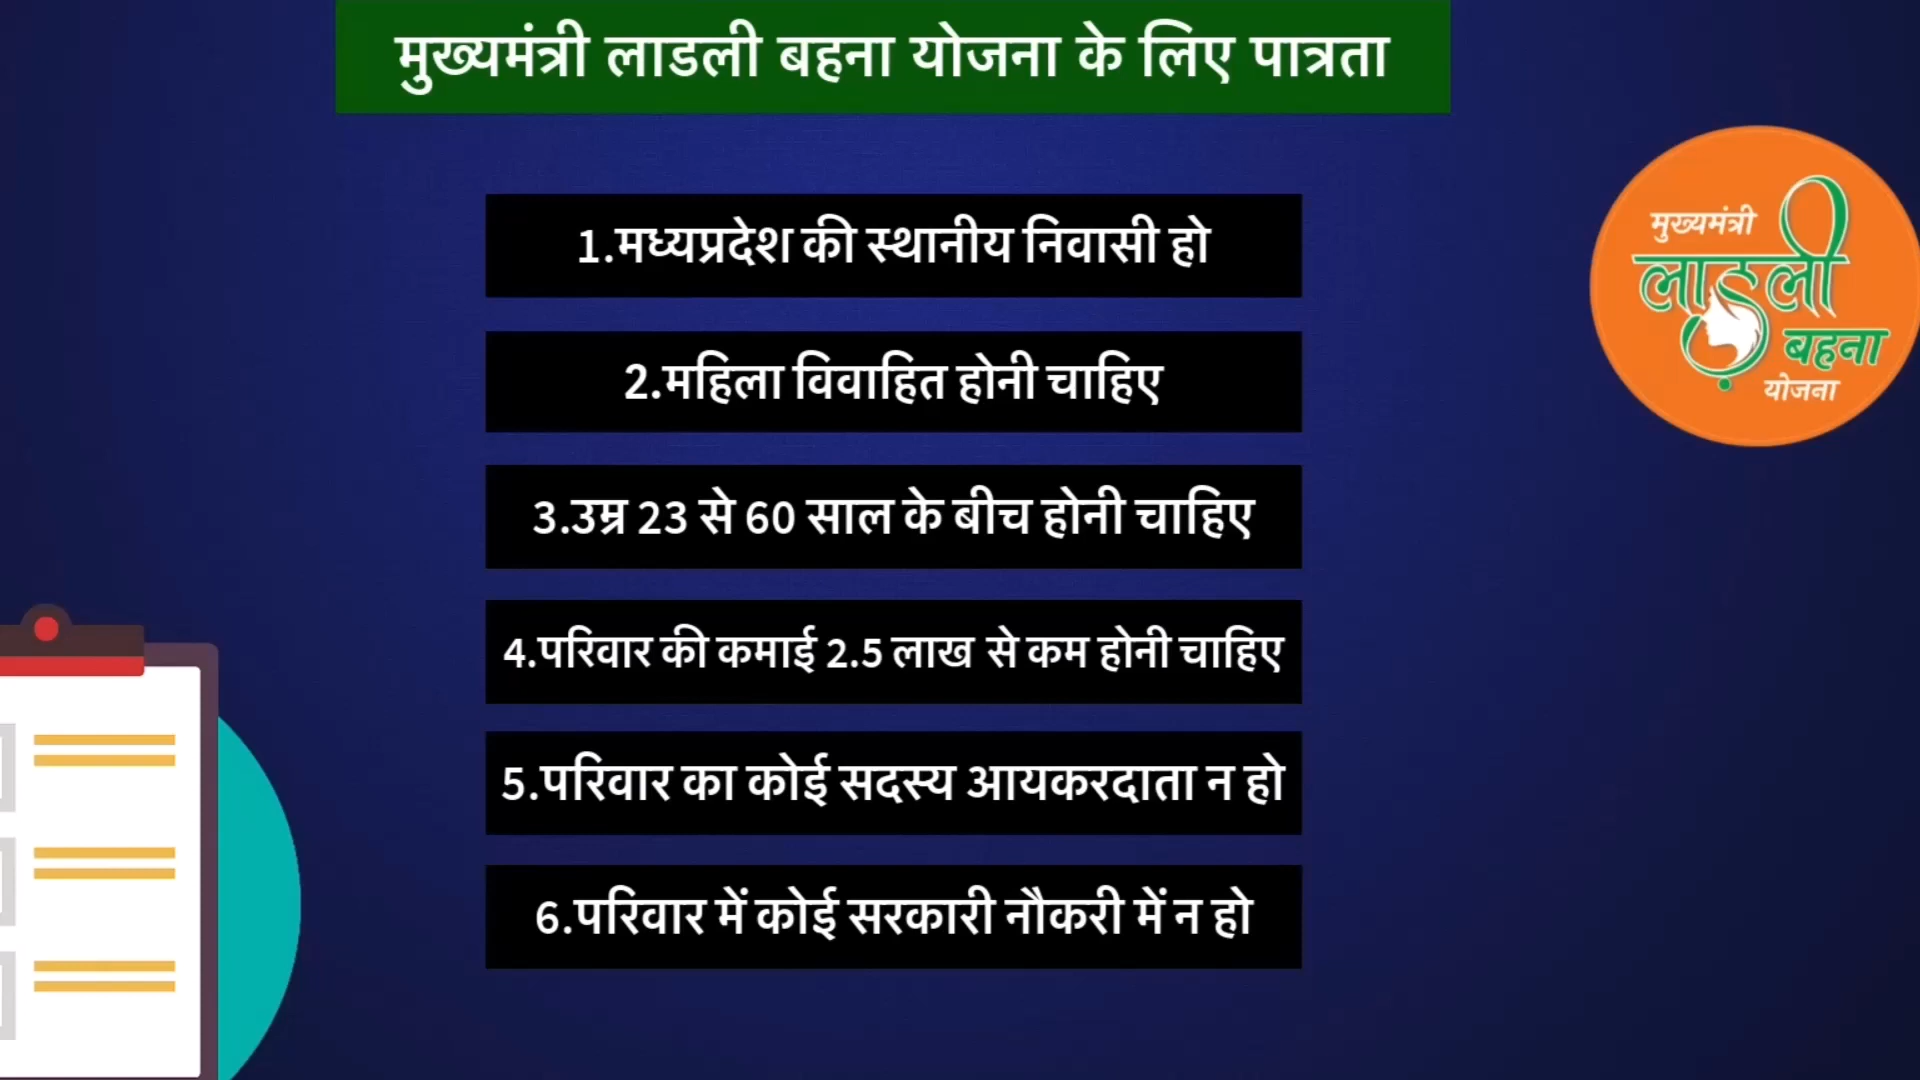 मुख्यमंत्री लाडली बहना योजना के लिए पात्रता
1.मध्यप्रदेश की स्थानीय निवासी हो
2.महिला विवाहित होनी चाहिए
3.उम्र 23 से 60 साल के बीच होनी चाहिए
4.परिवार की कमाई 2.5 लाख से कम होनी चाहिए
5.परिवार का कोई सदस्य आयकरदाता न हो
6.परिवार में कोई सरकारी नौकरी में न हो
मुख्यमंत्री
लाड़ली
बहना
योजना